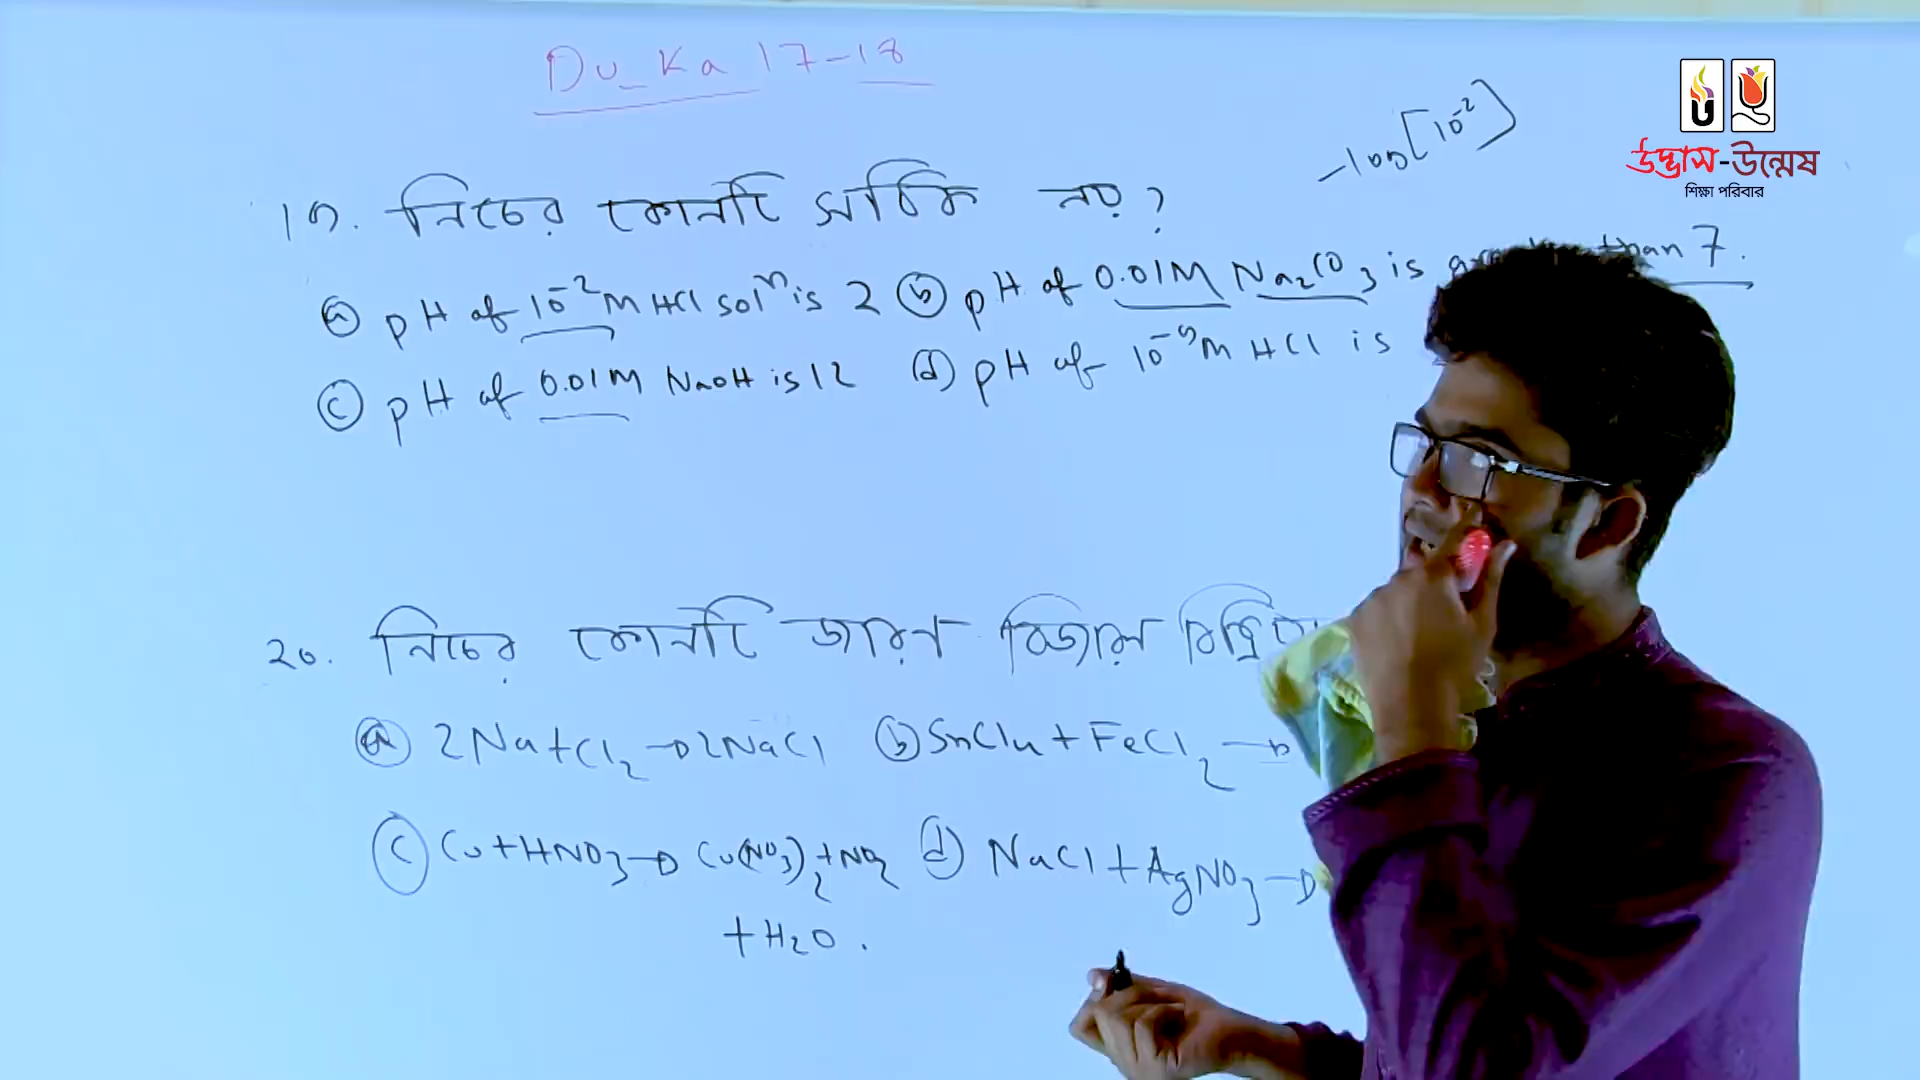 Du_Ka 17-18
-log[10⁻²]
উদ্ভাস-উন্মেষ
শিক্ষা পরিবার
১৯. নিচের কোনটি সঠিক নয়?
(a) pH of 10⁻²M HCl solⁿ is 2 (b) pH of 0.01M Na₂CO₃ is than 7.
(c) pH of 0.01M NaOH is 12 (d) pH of 10⁻⁹M HCl is
২০. নিচের কোনটি জারণ বিজারণ
(a) 2Na+Cl₂→2NaCl (b) SnCl₄+FeCl₂→
(c) Cu+HNO₃→Cu(NO₃)₂+NO₂ (d) NaCl+AgNO₃→
+H₂O.